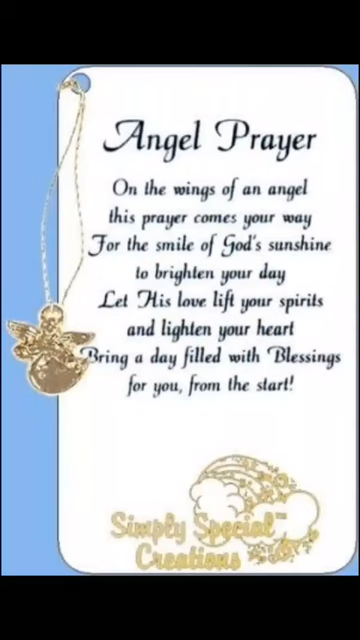 Angel Prayer
On the wings of an angel
this prayer comes your way
For the smile of God's sunshine
to brighten your day
Let His love lift your spirits
and lighten your heart
Bring a day filled with Blessings
for you, from the start!
Simply Special™
Creations